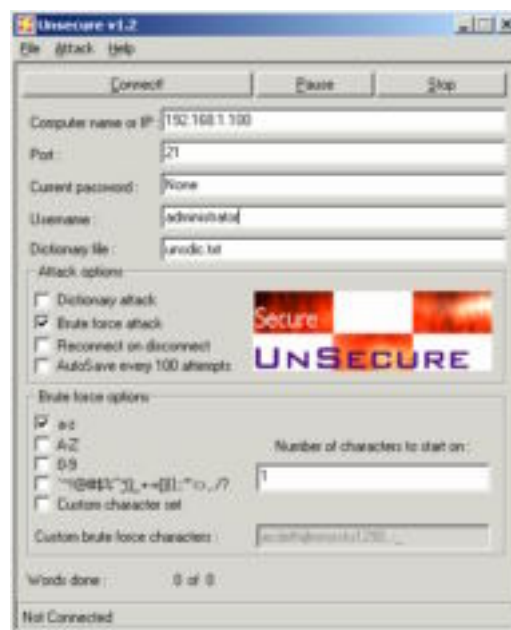 Unsecure v1.2
File Attack Help
Connect! Pause Stop
Computer name or IP: 192.168.1.100
Port : 21
Current password : None
Username : administrator
Dictionary file : unsdic.txt
Attack options
Dictionary attack
Brute force attack
Reconnect on disconnect
AutoSave every 100 attempts
Secure
UNSECURE
Brute force options
a-z
A-Z
0-9
Number of characters to start on :
1
Custom character set
Custom brute force characters :
Words done : 0 of 0
Not Connected